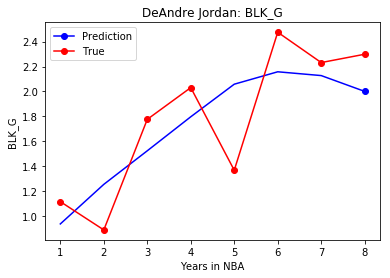 DeAndre Jordan: BLK_G
Prediction
True
2.4
2.2
2.0
1.8
1.6
1.4
1.2
1.0
BLK_G
1 2 3 4 5 6 7 8
Years in NBA